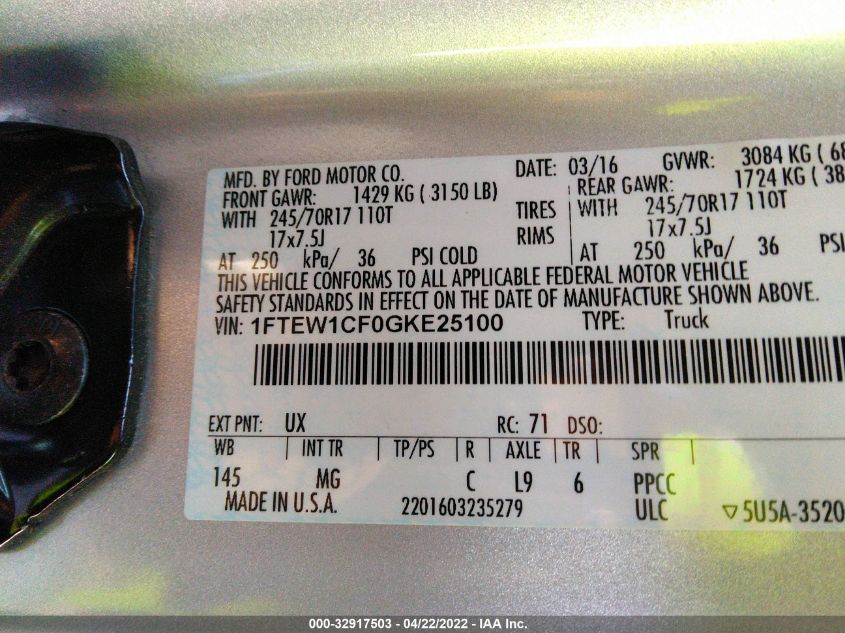 MFD. BY FORD MOTOR CO. DATE: 03/16 GVWR: 3084 KG ( 68
FRONT GAWR: 1429 KG ( 3150 LB) REAR GAWR: 1724 KG ( 38
WITH 245/70R17 110T TIRES WITH 245/70R17 110T
17x7.5J RIMS 17x7.5J
AT 250 kPa/ 36 PSI COLD AT 250 kPa/ 36 PSI
THIS VEHICLE CONFORMS TO ALL APPLICABLE FEDERAL MOTOR VEHICLE
SAFETY STANDARDS IN EFFECT ON THE DATE OF MANUFACTURE SHOWN ABOVE.
VIN: 1FTEW1CF0GKE25100 TYPE: Truck
EXT PNT: UX RC: 71 DSO:
WB | INT TR | TP/PS | R | AXLE | TR | SPR |
145 MG C L9 6 PPCC
MADE IN U.S.A. 2201603235279 ULC ▽5U5A-3520
000-32917503 - 04/22/2022 - IAA Inc.